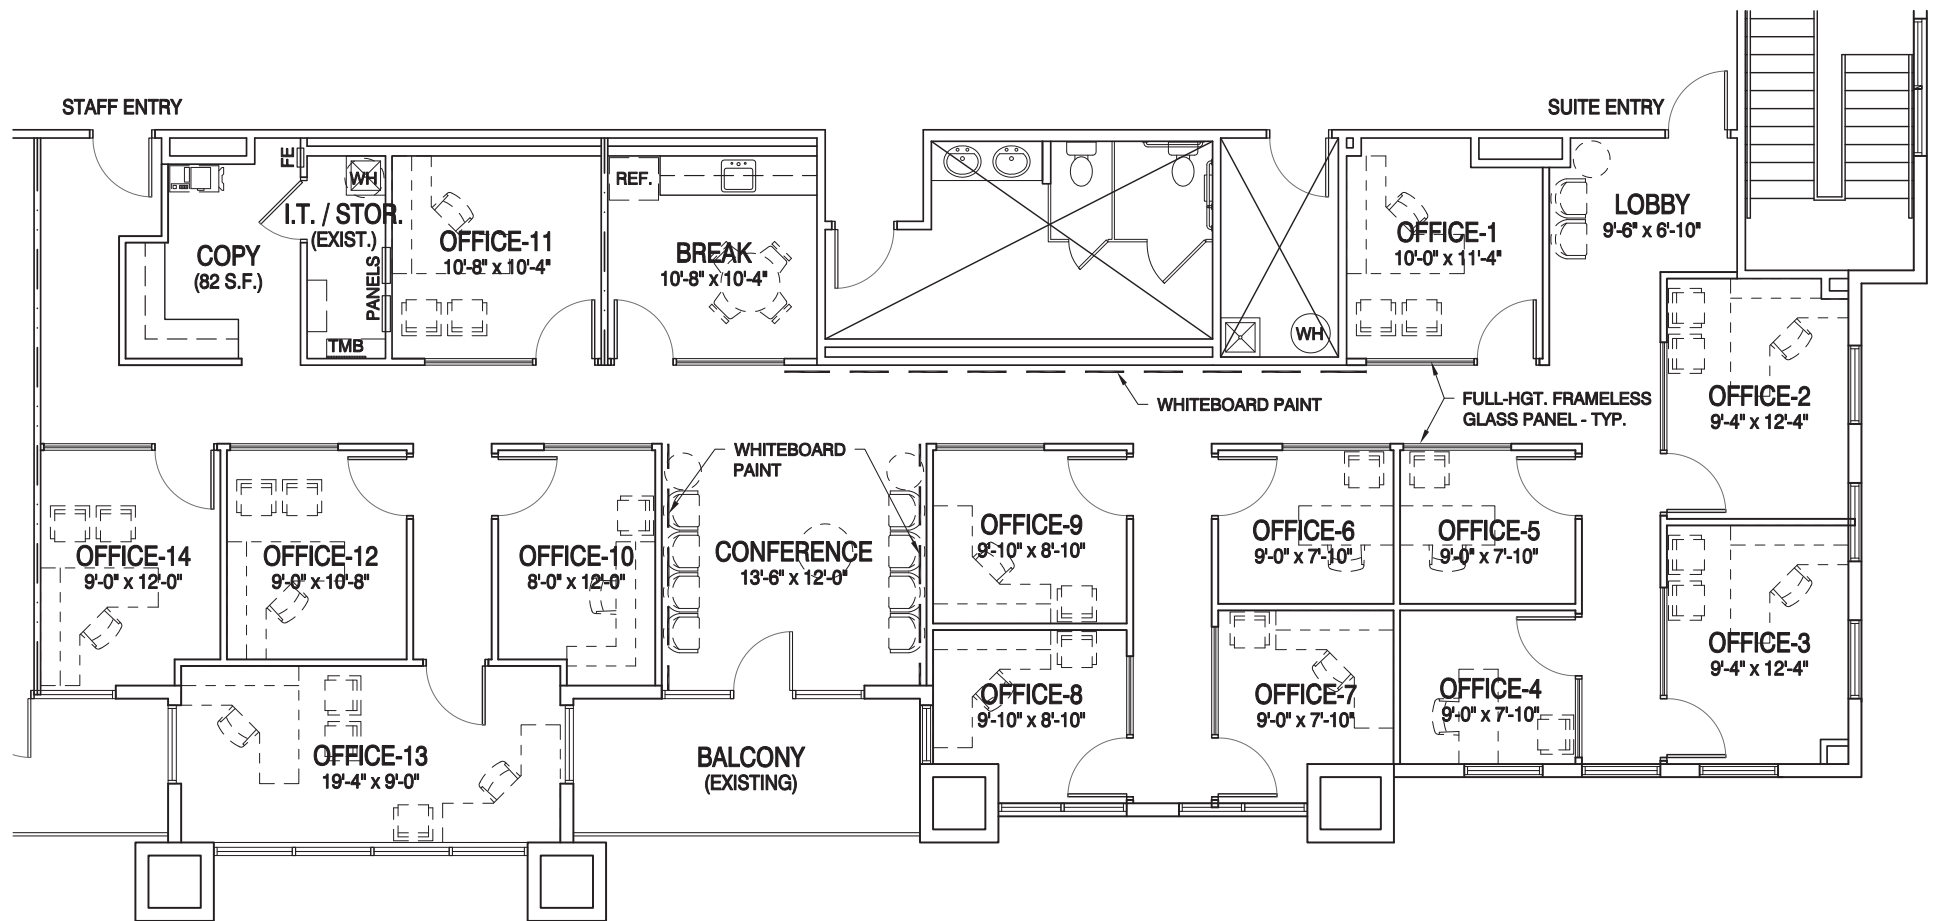 STAFF ENTRY
SUITE ENTRY
FE
WH
I.T. / STOR.
(EXIST.)
PANELS
TMB
COPY
(82 S.F.)
OFFICE-11
10'-8" x 10'-4"
REF.
BREAK
10'-8" x 10'-4"
WH
OFFICE-1
10'-0" x 11'-4"
LOBBY
9'-6" x 6'-10"
WHITEBOARD PAINT
FULL-HGT. FRAMELESS
GLASS PANEL - TYP.
OFFICE-2
9'-4" x 12'-4"
WHITEBOARD
PAINT
OFFICE-14
9'-0" x 12'-0"
OFFICE-12
9'-0" x 10'-8"
OFFICE-10
8'-0" x 12'-0"
CONFERENCE
13'-6" x 12'-0"
OFFICE-9
9'-10" x 8'-10"
OFFICE-6
9'-0" x 7'-10"
OFFICE-5
9'-0" x 7'-10"
OFFICE-3
9'-4" x 12'-4"
OFFICE-8
9'-10" x 8'-10"
OFFICE-7
9'-0" x 7'-10"
OFFICE-4
9'-0" x 7'-10"
OFFICE-13
19'-4" x 9'-0"
BALCONY
(EXISTING)